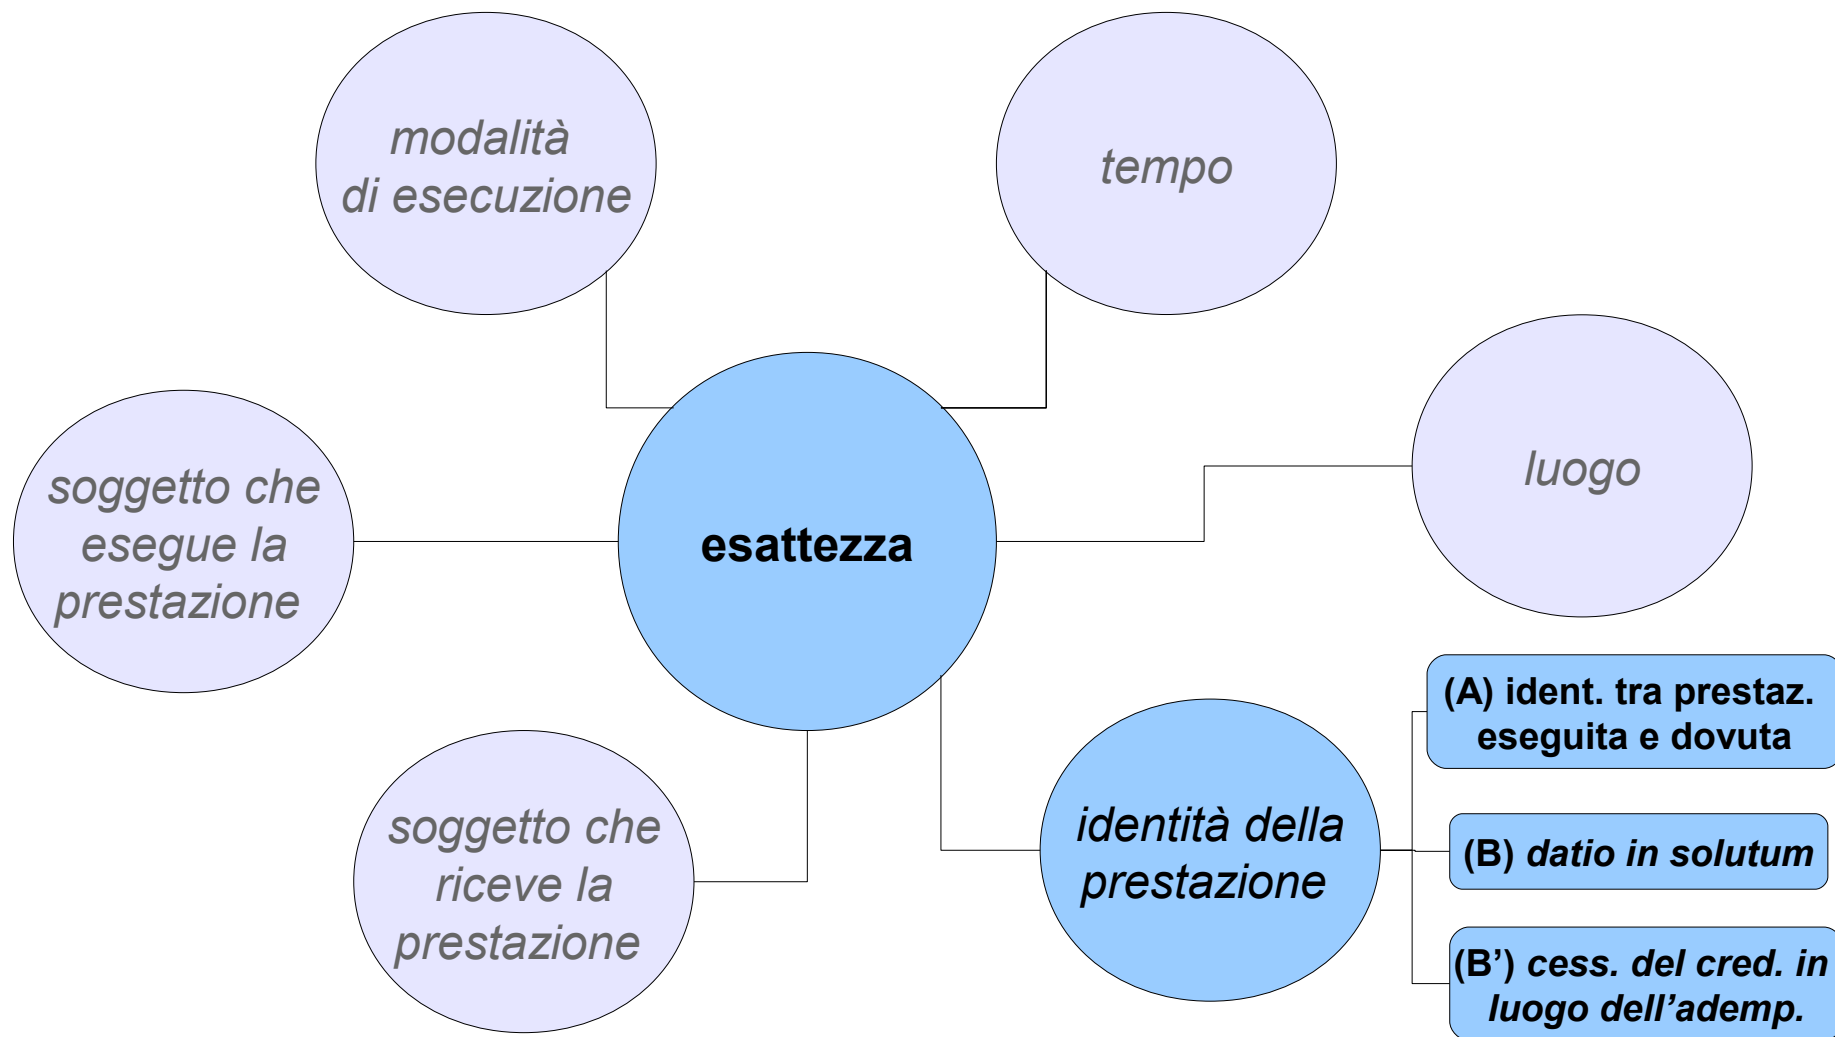 modalità
di esecuzione
tempo
luogo
soggetto che
esegue la
prestazione
esattezza
soggetto che
riceve la
prestazione
identità della
prestazione
(A) ident. tra prestaz.
eseguita e dovuta
(B) datio in solutum
(B’) cess. del cred. in
luogo dell’ademp.